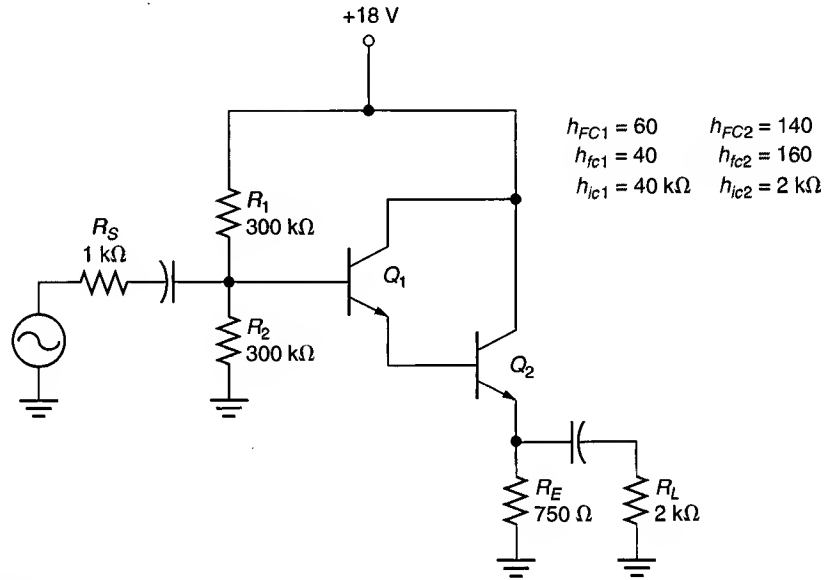 +18 V
h_FC1 = 60 h_FC2 = 140
h_fc1 = 40 h_fc2 = 160
h_ic1 = 40 kΩ h_ic2 = 2 kΩ
R_1
300 kΩ
R_S
1 kΩ
Q_1
R_2
300 kΩ
Q_2
R_E
750 Ω
R_L
2 kΩ